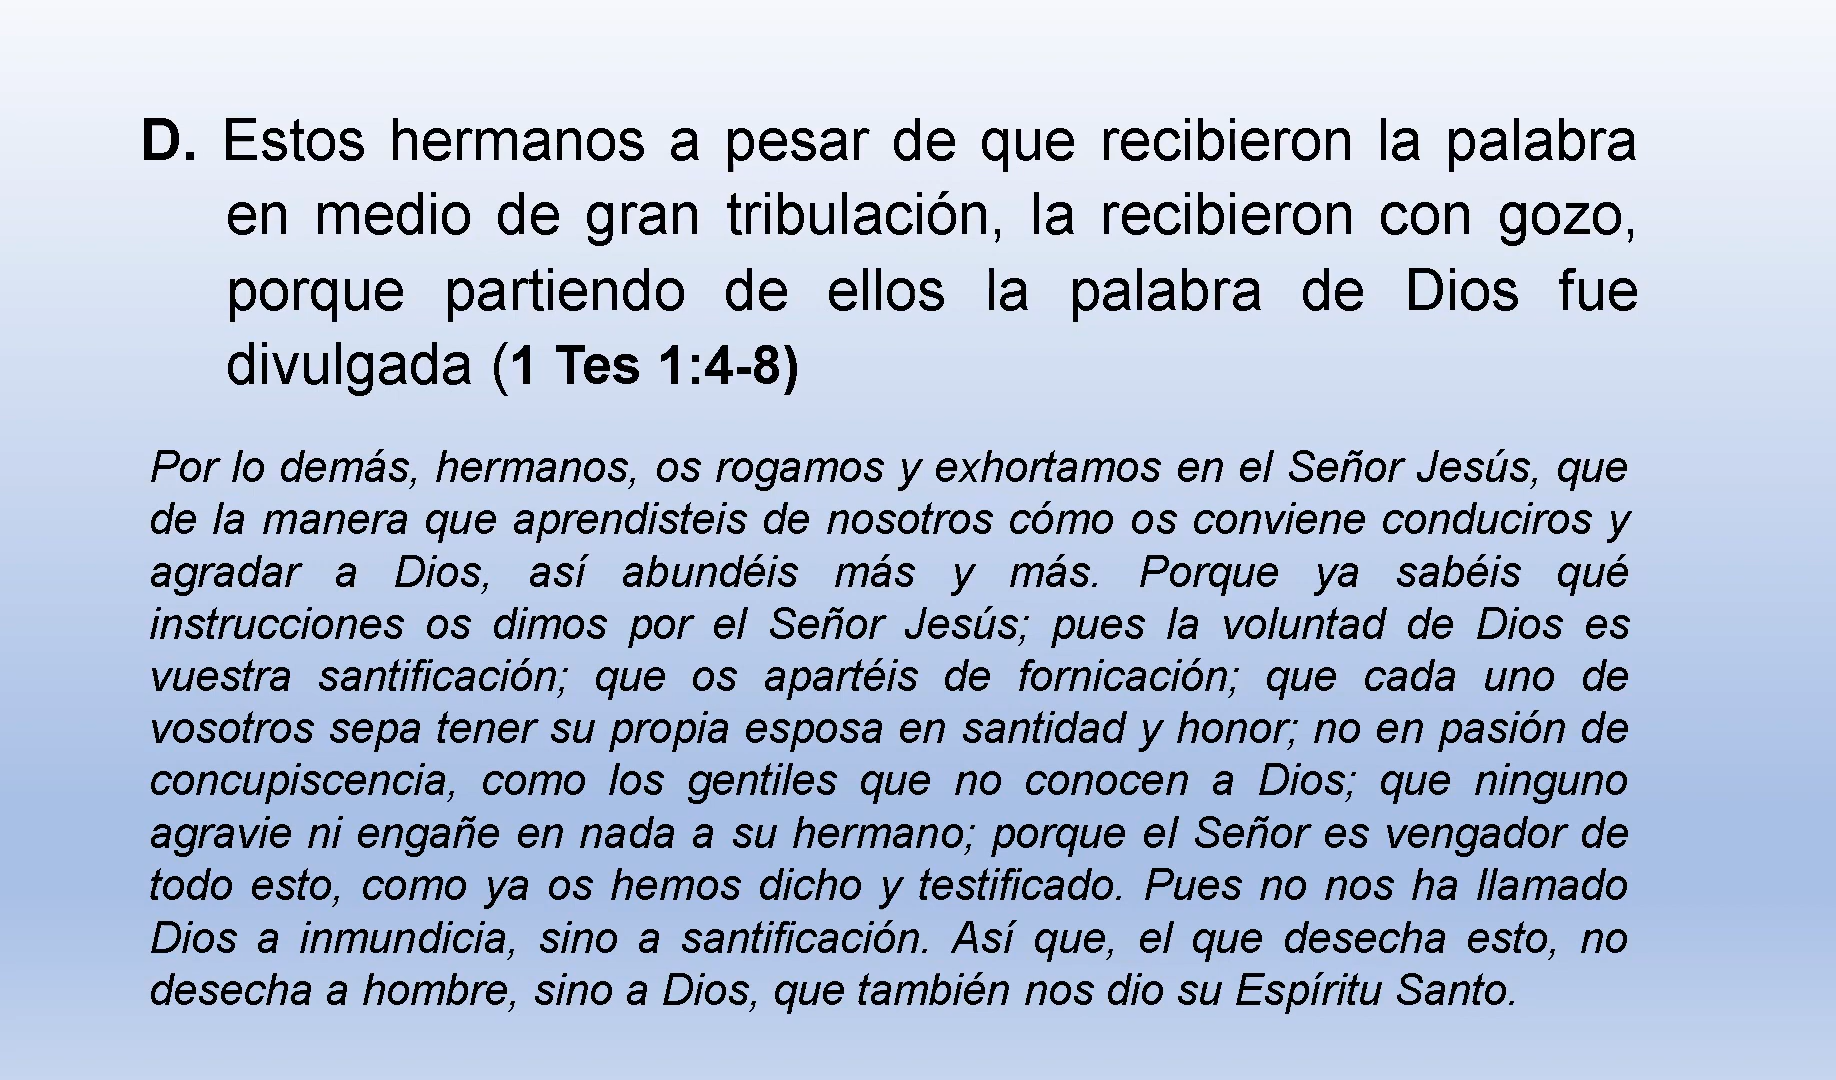 D. Estos hermanos a pesar de que recibieron la palabra
en medio de gran tribulación, la recibieron con gozo,
porque partiendo de ellos la palabra de Dios fue
divulgada (1 Tes 1:4-8)
Por lo demás, hermanos, os rogamos y exhortamos en el Señor Jesús, que
de la manera que aprendisteis de nosotros cómo os conviene conduciros y
agradar a Dios, así abundéis más y más. Porque ya sabéis qué
instrucciones os dimos por el Señor Jesús; pues la voluntad de Dios es
vuestra santificación; que os apartéis de fornicación; que cada uno de
vosotros sepa tener su propia esposa en santidad y honor; no en pasión de
concupiscencia, como los gentiles que no conocen a Dios; que ninguno
agravie ni engañe en nada a su hermano; porque el Señor es vengador de
todo esto, como ya os hemos dicho y testificado. Pues no nos ha llamado
Dios a inmundicia, sino a santificación. Así que, el que desecha esto, no
desecha a hombre, sino a Dios, que también nos dio su Espíritu Santo.